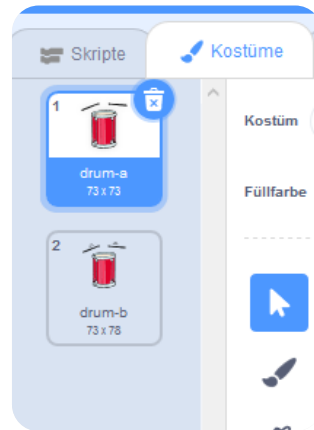 Skripte
Kostüme
1
drum-a
73 x 73
2
drum-b
73 x 78
Kostüm
Füllfarbe